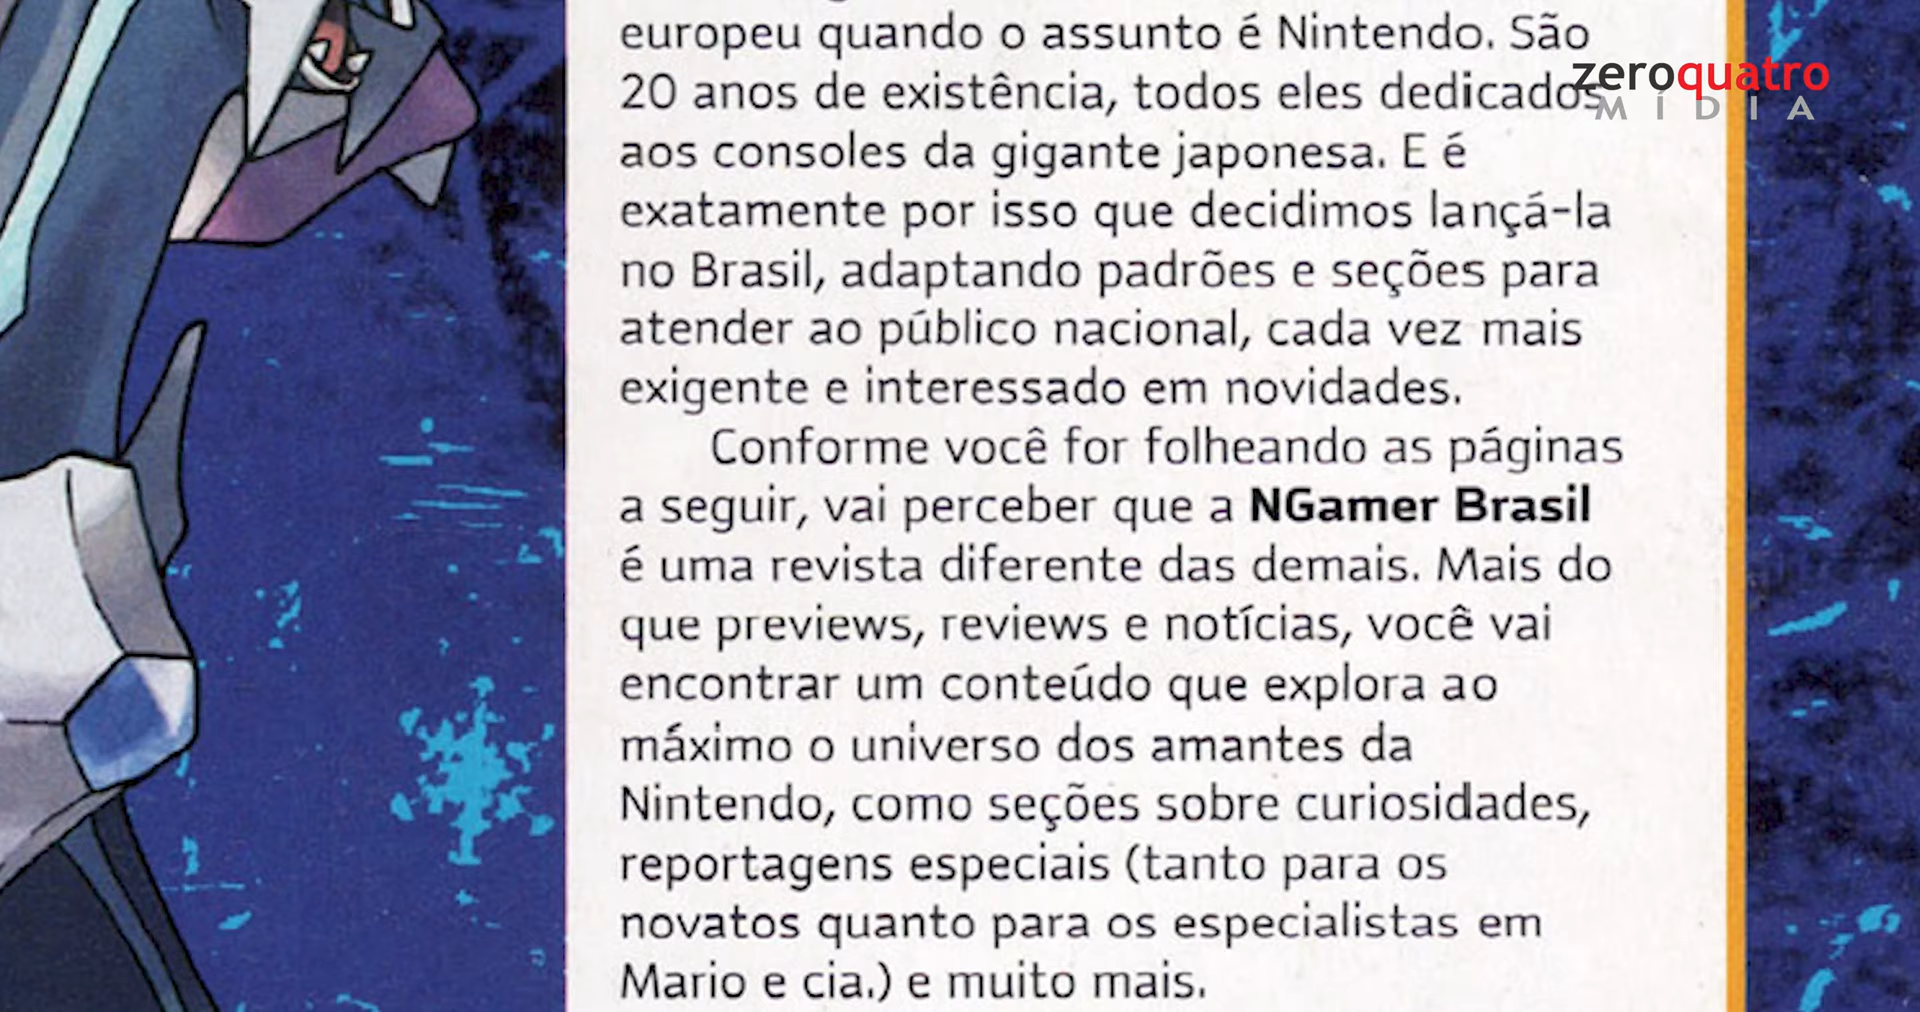 europeu quando o assunto é Nintendo. São
20 anos de existência, todos eles dedicados
aos consoles da gigante japonesa. E é
exatamente por isso que decidimos lançá-la
no Brasil, adaptando padrões e seções para
atender ao público nacional, cada vez mais
exigente e interessado em novidades.
Conforme você for folheando as páginas
a seguir, vai perceber que a NGamer Brasil
é uma revista diferente das demais. Mais do
que previews, reviews e notícias, você vai
encontrar um conteúdo que explora ao
máximo o universo dos amantes da
Nintendo, como seções sobre curiosidades,
reportagens especiais (tanto para os
novatos quanto para os especialistas em
Mario e cia.) e muito mais.
zeroquatro
MÍDIA